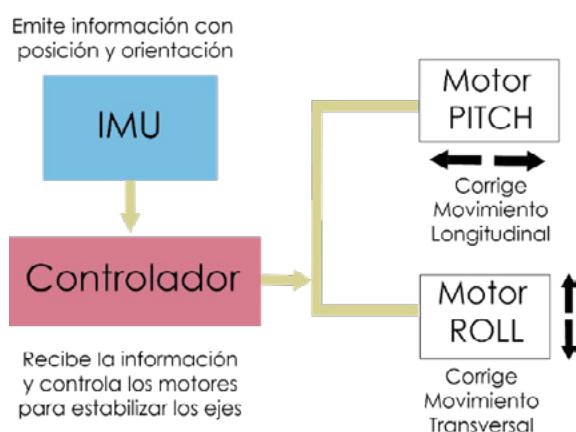 Emite información con
posición y orientación
IMU
Controlador
Recibe la información
y controla los motores
para estabilizar los ejes
Motor
PITCH
Corrige
Movimiento
Longitudinal
Motor
ROLL
Corrige
Movimiento
Transversal